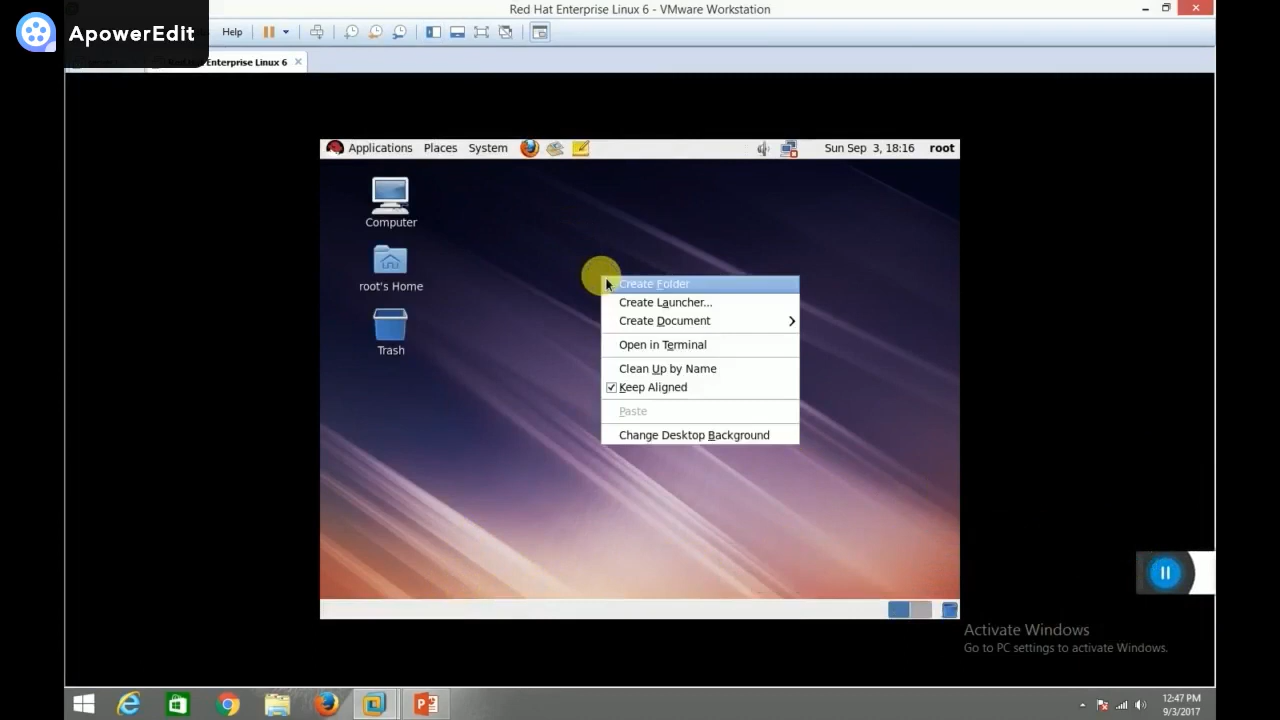 Red Hat Enterprise Linux 6 - VMware Workstation
ApowerEdit
Help
Enterprise Linux 6
Applications Places System
Sun Sep 3, 18:16 root
Computer
root's Home
Trash
Create Folder
Create Launcher...
Create Document
Open in Terminal
Clean Up by Name
Keep Aligned
Paste
Change Desktop Background
Activate Windows
Go to PC settings to activate Windows.
12:47 PM
9/3/2017